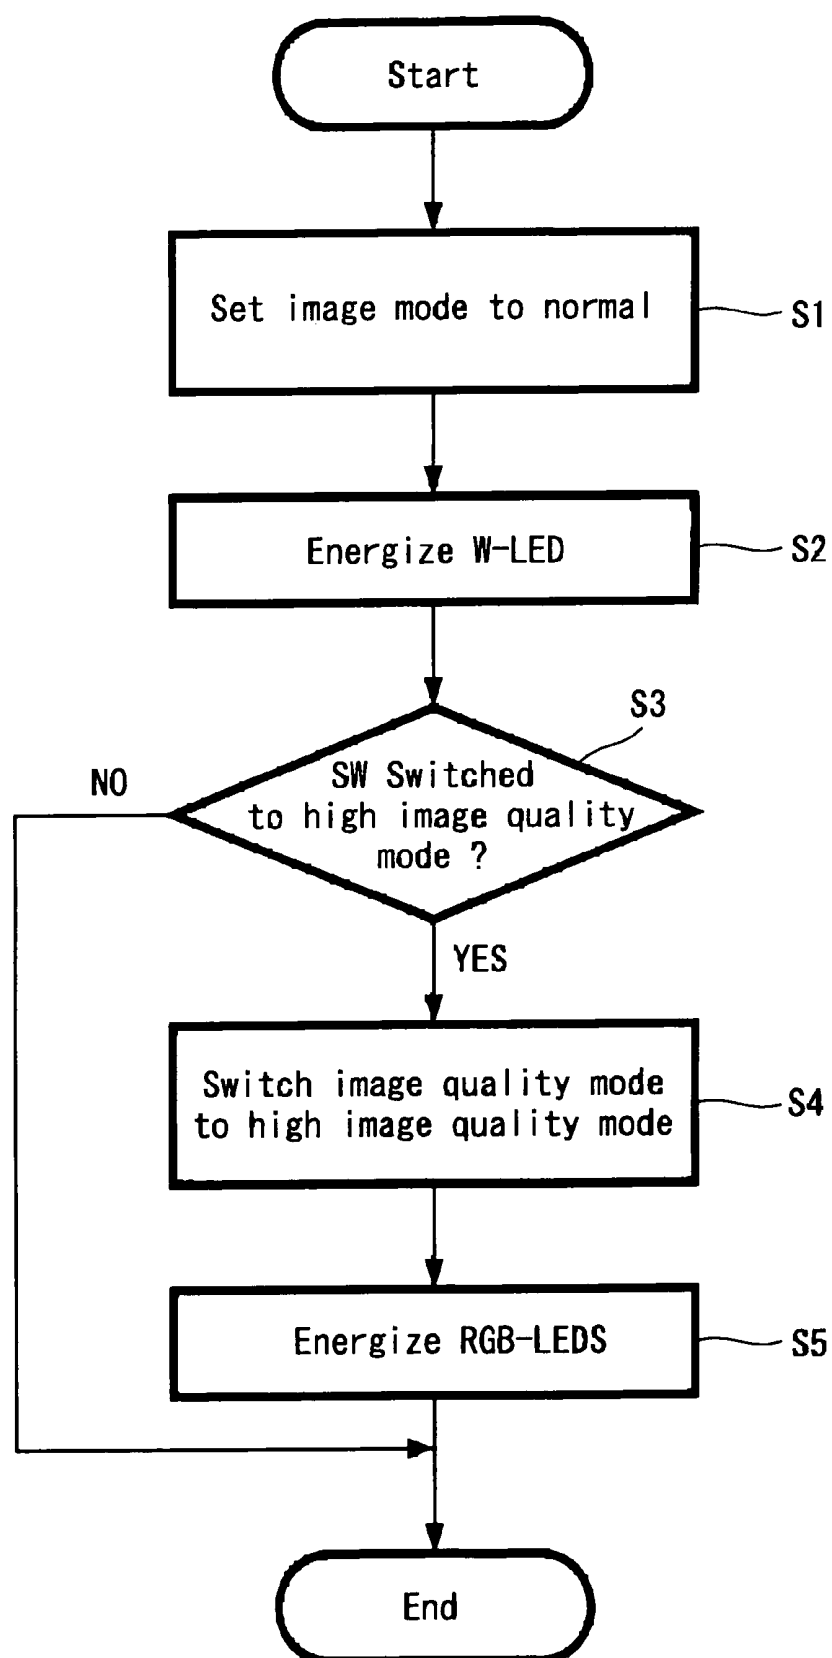 Start
Set image mode to normal
S1
Energize W-LED
S2
S3
SW Switched
to high image quality
mode ?
NO
YES
Switch image quality mode
to high image quality mode
S4
Energize RGB-LEDS
S5
End